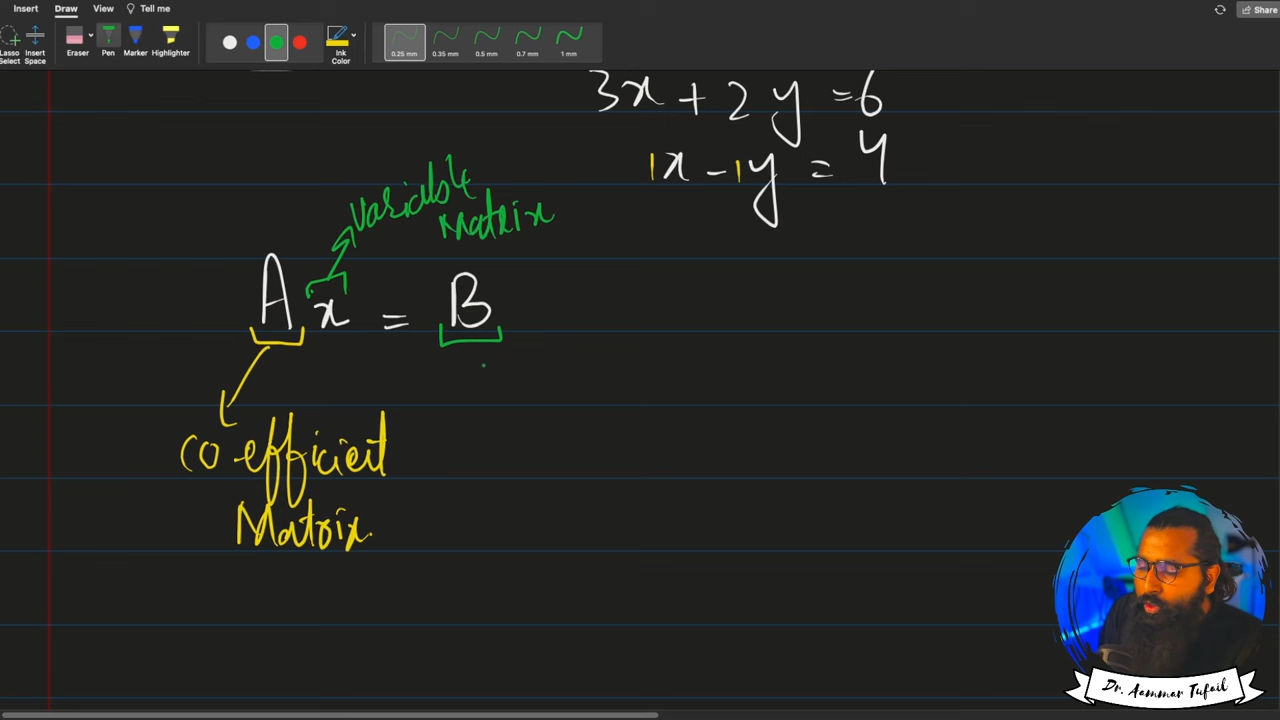 Insert Draw View Tell me
Share
Lasso Select
Insert Space
Eraser
Pen
Marker
Highlighter
Ink Color
0.25 mm
0.35 mm
0.5 mm
0.7 mm
1 mm
3x + 2y = 6
1x - 1y = 4
Variable
Matrix
A x = B
Co efficient
Matrix
Dr. Aammar Tufail